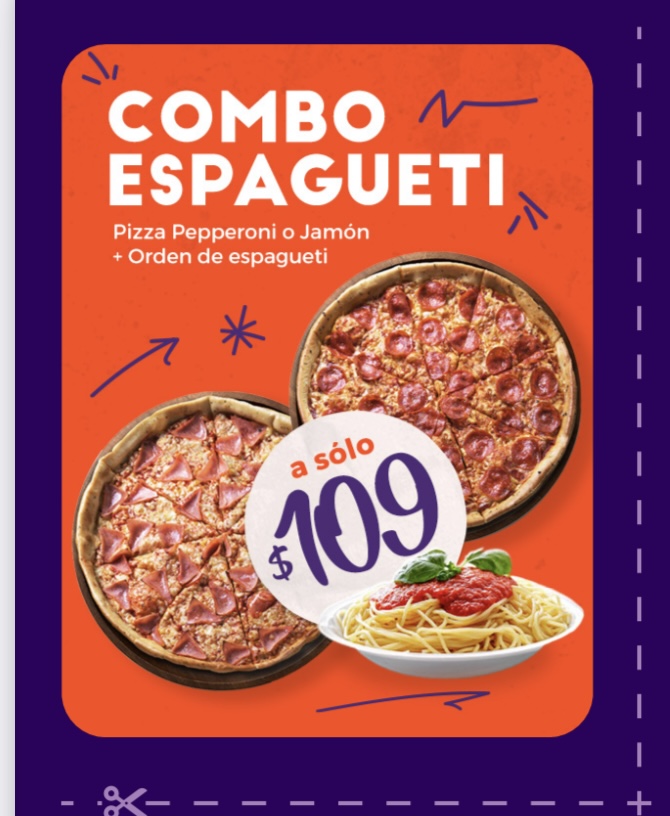 COMBO
ESPAGUETI
Pizza Pepperoni o Jamón
+ Orden de espagueti
a sólo
$109